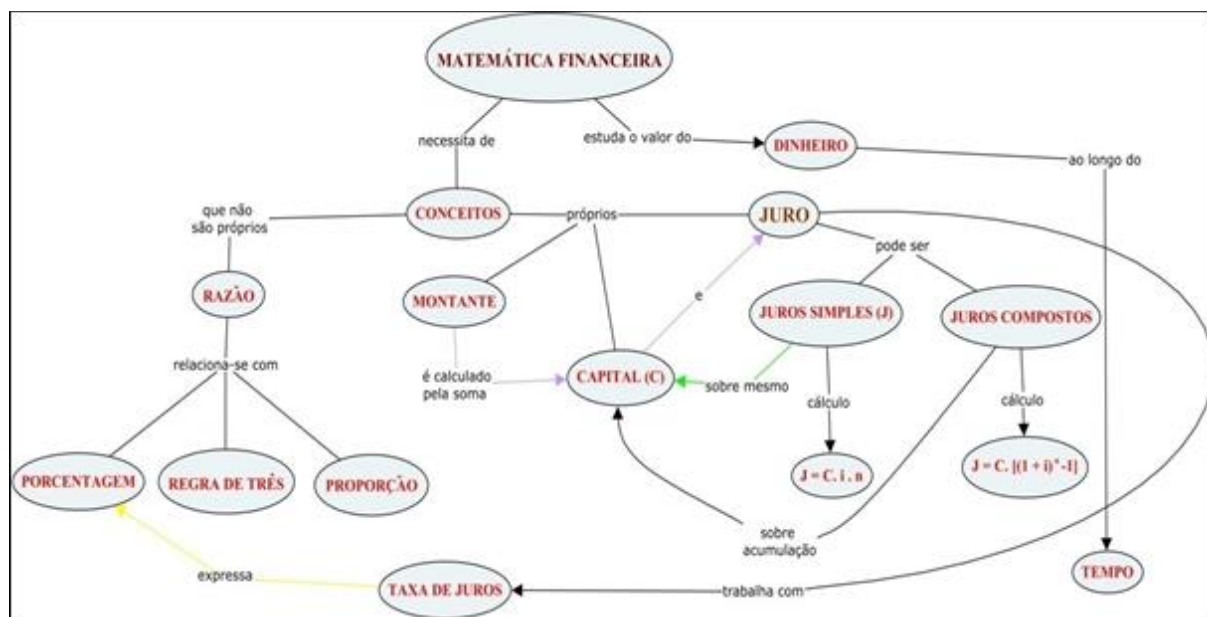 MATEMÁTICA FINANCEIRA
necessita de
estuda o valor do
DINHEIRO
ao longo do
que não
são próprios
CONCEITOS
próprios
JURO
pode ser
RAZÃO
MONTANTE
e
JUROS SIMPLES (J)
JUROS COMPOSTOS
relaciona-se com
é calculado
pela soma
CAPITAL (C)
sobre mesmo
cálculo
cálculo
PORCENTAGEM
REGRA DE TRÊS
PROPORÇÃO
J = C. i . n
J = C. [(1 + i)ⁿ -1]
sobre
acumulação
expressa
TAXA DE JUROS
trabalha com
TEMPO